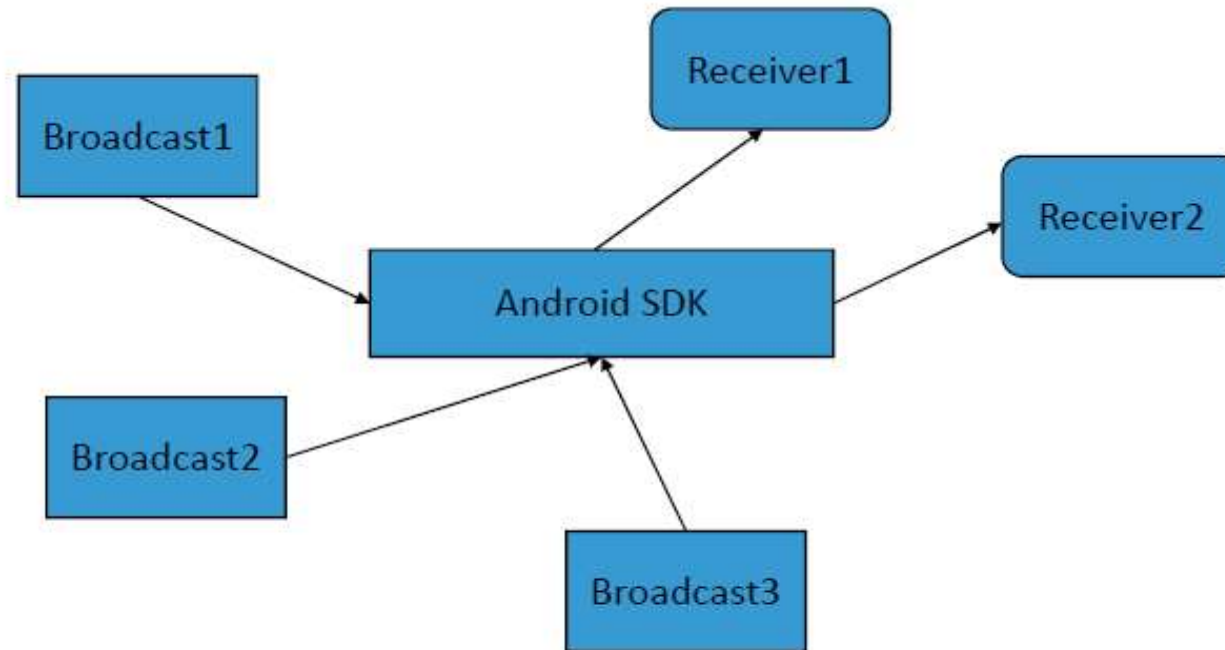 Receiver1
Broadcast1
Receiver2
Android SDK
Broadcast2
Broadcast3